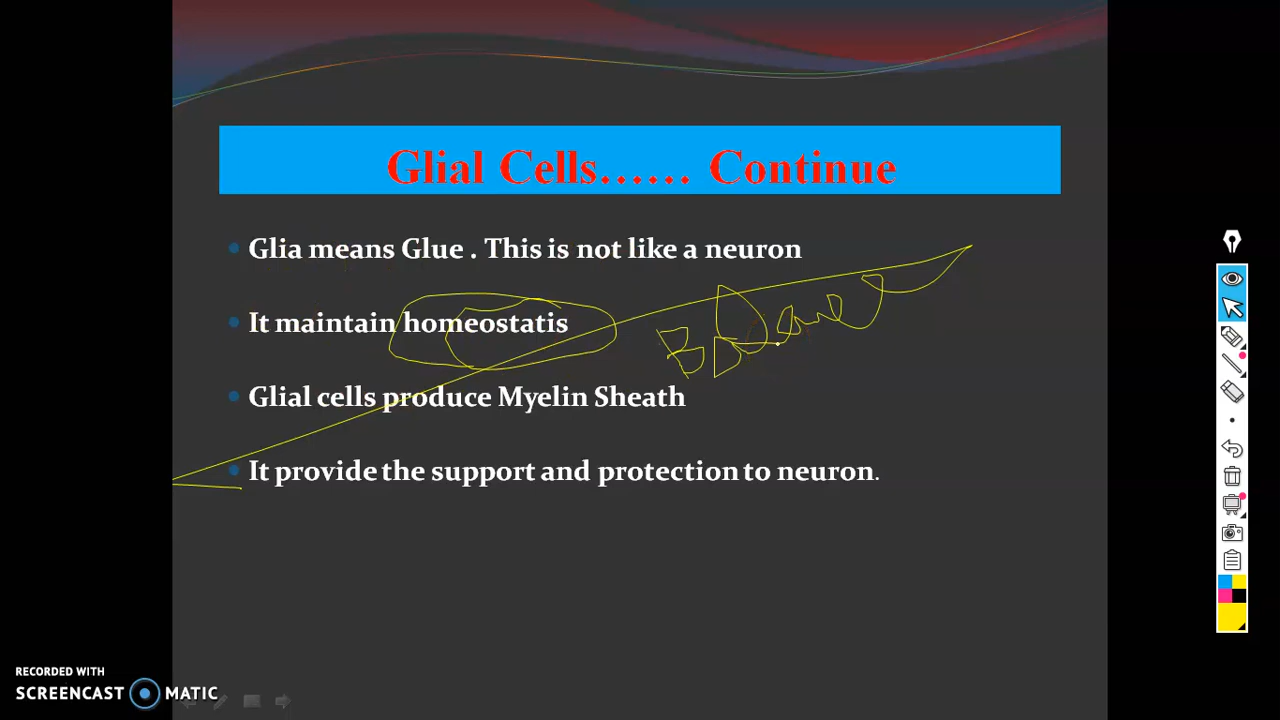 Glial Cells...... Continue
Glia means Glue . This is not like a neuron
It maintain homeostatis
Balance
Glial cells produce Myelin Sheath
It provide the support and protection to neuron.
RECORDED WITH
SCREENCAST MATIC